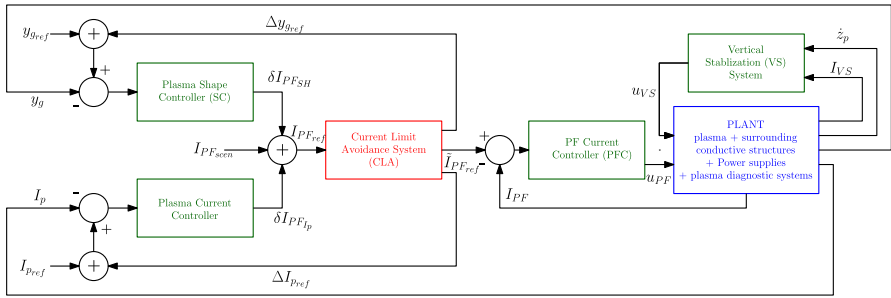 y_{g_{ref}}
+
Δy_{g_{ref}}
+
-
y_g
Plasma Shape
Controller (SC)
δI_{PF_{SH}}
I_{PF_{scen}}
+
I_{PF_{ref}}
Current Limit
Avoidance System
(CLA)
Ĩ_{PF_{ref}}
+
-
PF Current
Controller (PFC)
u_{PF}
I_{PF}
u_{VS}
Vertical
Stablization (VS)
System
ż_p
I_{VS}
PLANT
plasma + surrounding
conductive structures
+ Power supplies
+ plasma diagnostic systems
I_p
-
+
Plasma Current
Controller
δI_{PF_{I_p}}
I_{p_{ref}}
+
ΔI_{p_{ref}}